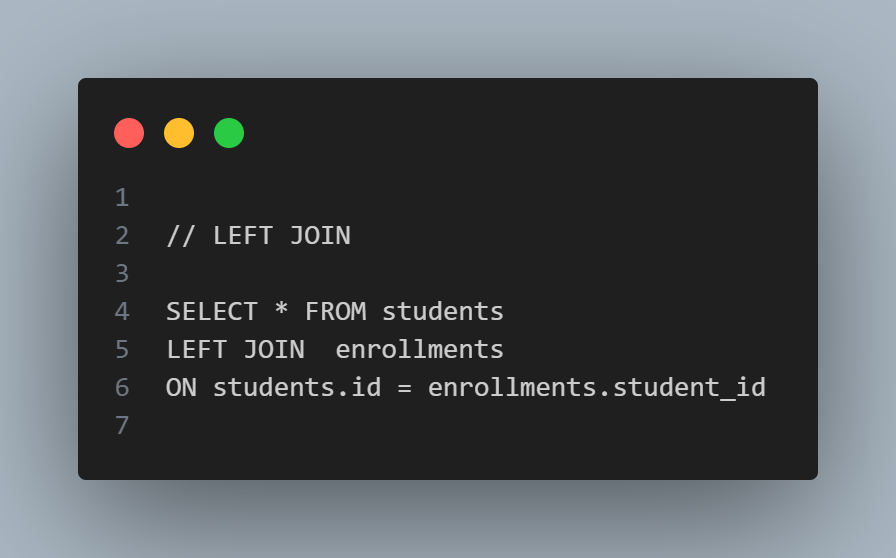 1
2 // LEFT JOIN
3
4 SELECT * FROM students
5 LEFT JOIN  enrollments
6 ON students.id = enrollments.student_id
7